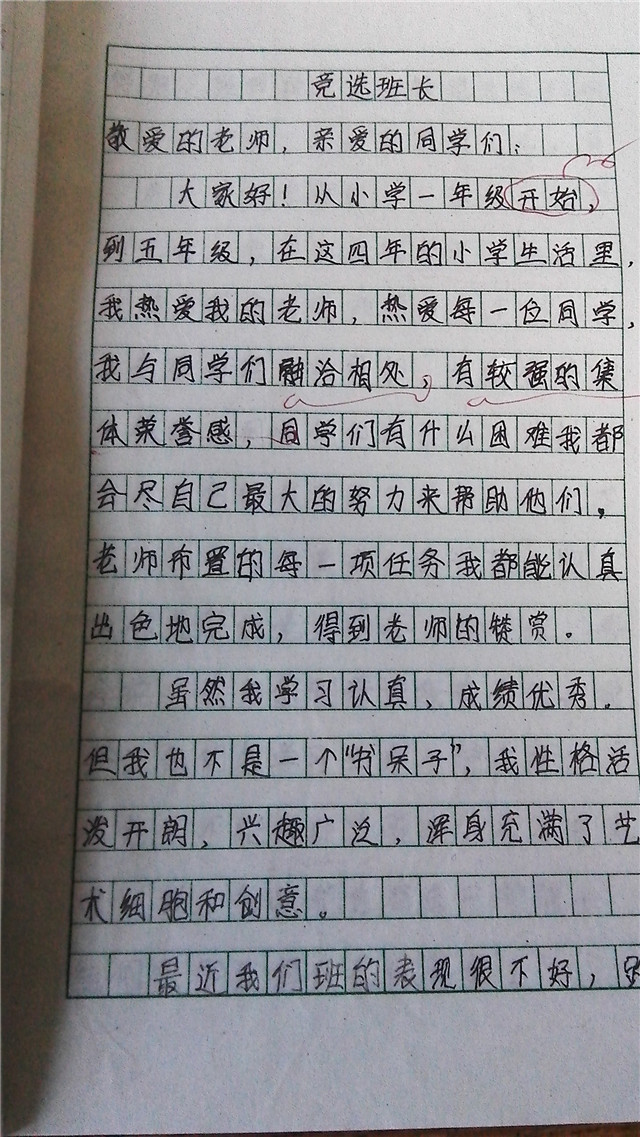 竞选班长
敬爱的老师，亲爱的同学们：
大家好！从小学一年级开始，
到五年级，在这四年的小学生活里，
我热爱我的老师，热爱每一位同学，
我与同学们融洽相处，有较强的集
体荣誉感，同学们有什么困难我都
会尽自己最大的努力来帮助他们，
老师布置的每一项任务我都能认真
出色地完成，得到老师的赞赏。
虽然我学习认真、成绩优秀。
但我也不是一个“书呆子”，我性格活
泼开朗，兴趣广泛，浑身充满了艺
术细胞和创意。
最近我们班的表现很不好，